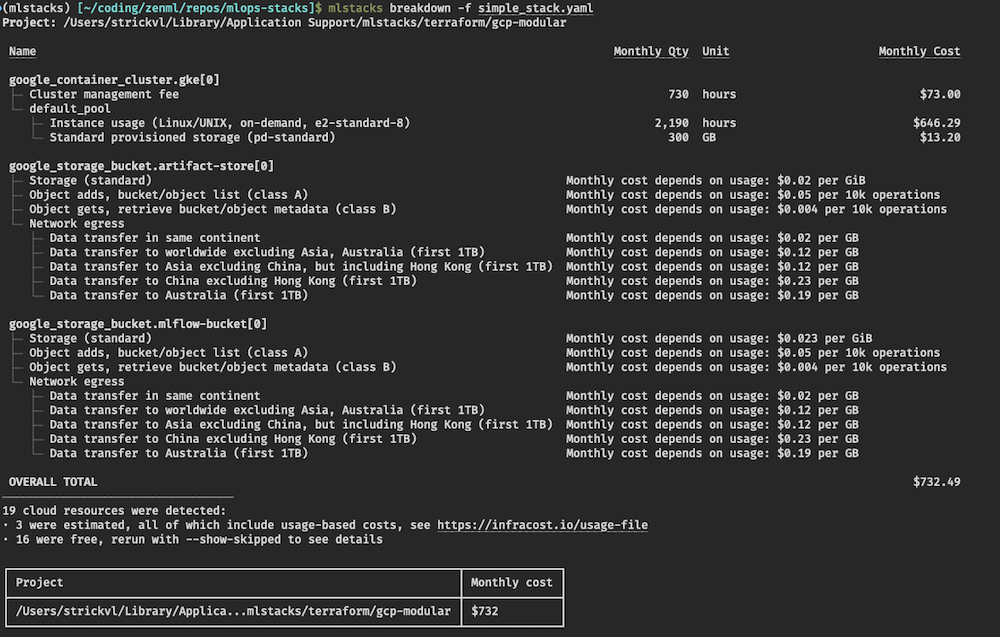 (mlstacks) [~/coding/zenml/repos/mlops-stacks]$ mlstacks breakdown -f simple_stack.yaml
Project: /Users/strickvl/Library/Application Support/mlstacks/terraform/gcp-modular
Name Monthly Qty Unit Monthly Cost
google_container_cluster.gke[0]
├─ Cluster management fee 730 hours $73.00
└─ default_pool
├─ Instance usage (Linux/UNIX, on-demand, e2-standard-8) 2,190 hours $646.29
└─ Standard provisioned storage (pd-standard) 300 GB $13.20
google_storage_bucket.artifact-store[0]
├─ Storage (standard) Monthly cost depends on usage: $0.02 per GiB
├─ Object adds, bucket/object list (class A) Monthly cost depends on usage: $0.05 per 10k operations
├─ Object gets, retrieve bucket/object metadata (class B) Monthly cost depends on usage: $0.004 per 10k operations
└─ Network egress
├─ Data transfer in same continent Monthly cost depends on usage: $0.02 per GB
├─ Data transfer to worldwide excluding Asia, Australia (first 1TB) Monthly cost depends on usage: $0.12 per GB
├─ Data transfer to Asia excluding China, but including Hong Kong (first 1TB) Monthly cost depends on usage: $0.12 per GB
├─ Data transfer to China excluding Hong Kong (first 1TB) Monthly cost depends on usage: $0.23 per GB
└─ Data transfer to Australia (first 1TB) Monthly cost depends on usage: $0.19 per GB
google_storage_bucket.mlflow-bucket[0]
├─ Storage (standard) Monthly cost depends on usage: $0.023 per GiB
├─ Object adds, bucket/object list (class A) Monthly cost depends on usage: $0.05 per 10k operations
├─ Object gets, retrieve bucket/object metadata (class B) Monthly cost depends on usage: $0.004 per 10k operations
└─ Network egress
├─ Data transfer in same continent Monthly cost depends on usage: $0.02 per GB
├─ Data transfer to worldwide excluding Asia, Australia (first 1TB) Monthly cost depends on usage: $0.12 per GB
├─ Data transfer to Asia excluding China, but including Hong Kong (first 1TB) Monthly cost depends on usage: $0.12 per GB
├─ Data transfer to China excluding Hong Kong (first 1TB) Monthly cost depends on usage: $0.23 per GB
└─ Data transfer to Australia (first 1TB) Monthly cost depends on usage: $0.19 per GB
OVERALL TOTAL $732.49
19 cloud resources were detected:
· 3 were estimated, all of which include usage-based costs, see https://infracost.io/usage-file
· 16 were free, rerun with --show-skipped to see details
Project Monthly cost
/Users/strickvl/Library/Applica...mlstacks/terraform/gcp-modular $732